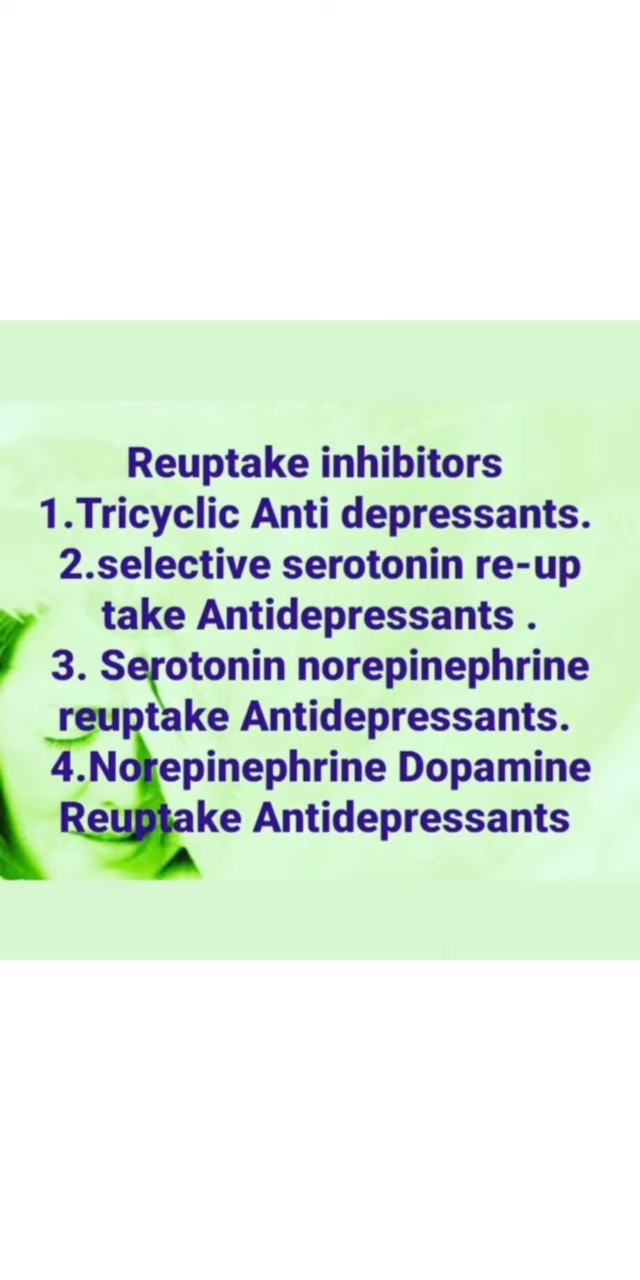 Reuptake inhibitors
1.Tricyclic Anti depressants.
2.selective serotonin re-up
take Antidepressants .
3. Serotonin norepinephrine
reuptake Antidepressants.
4.Norepinephrine Dopamine
Reuptake Antidepressants